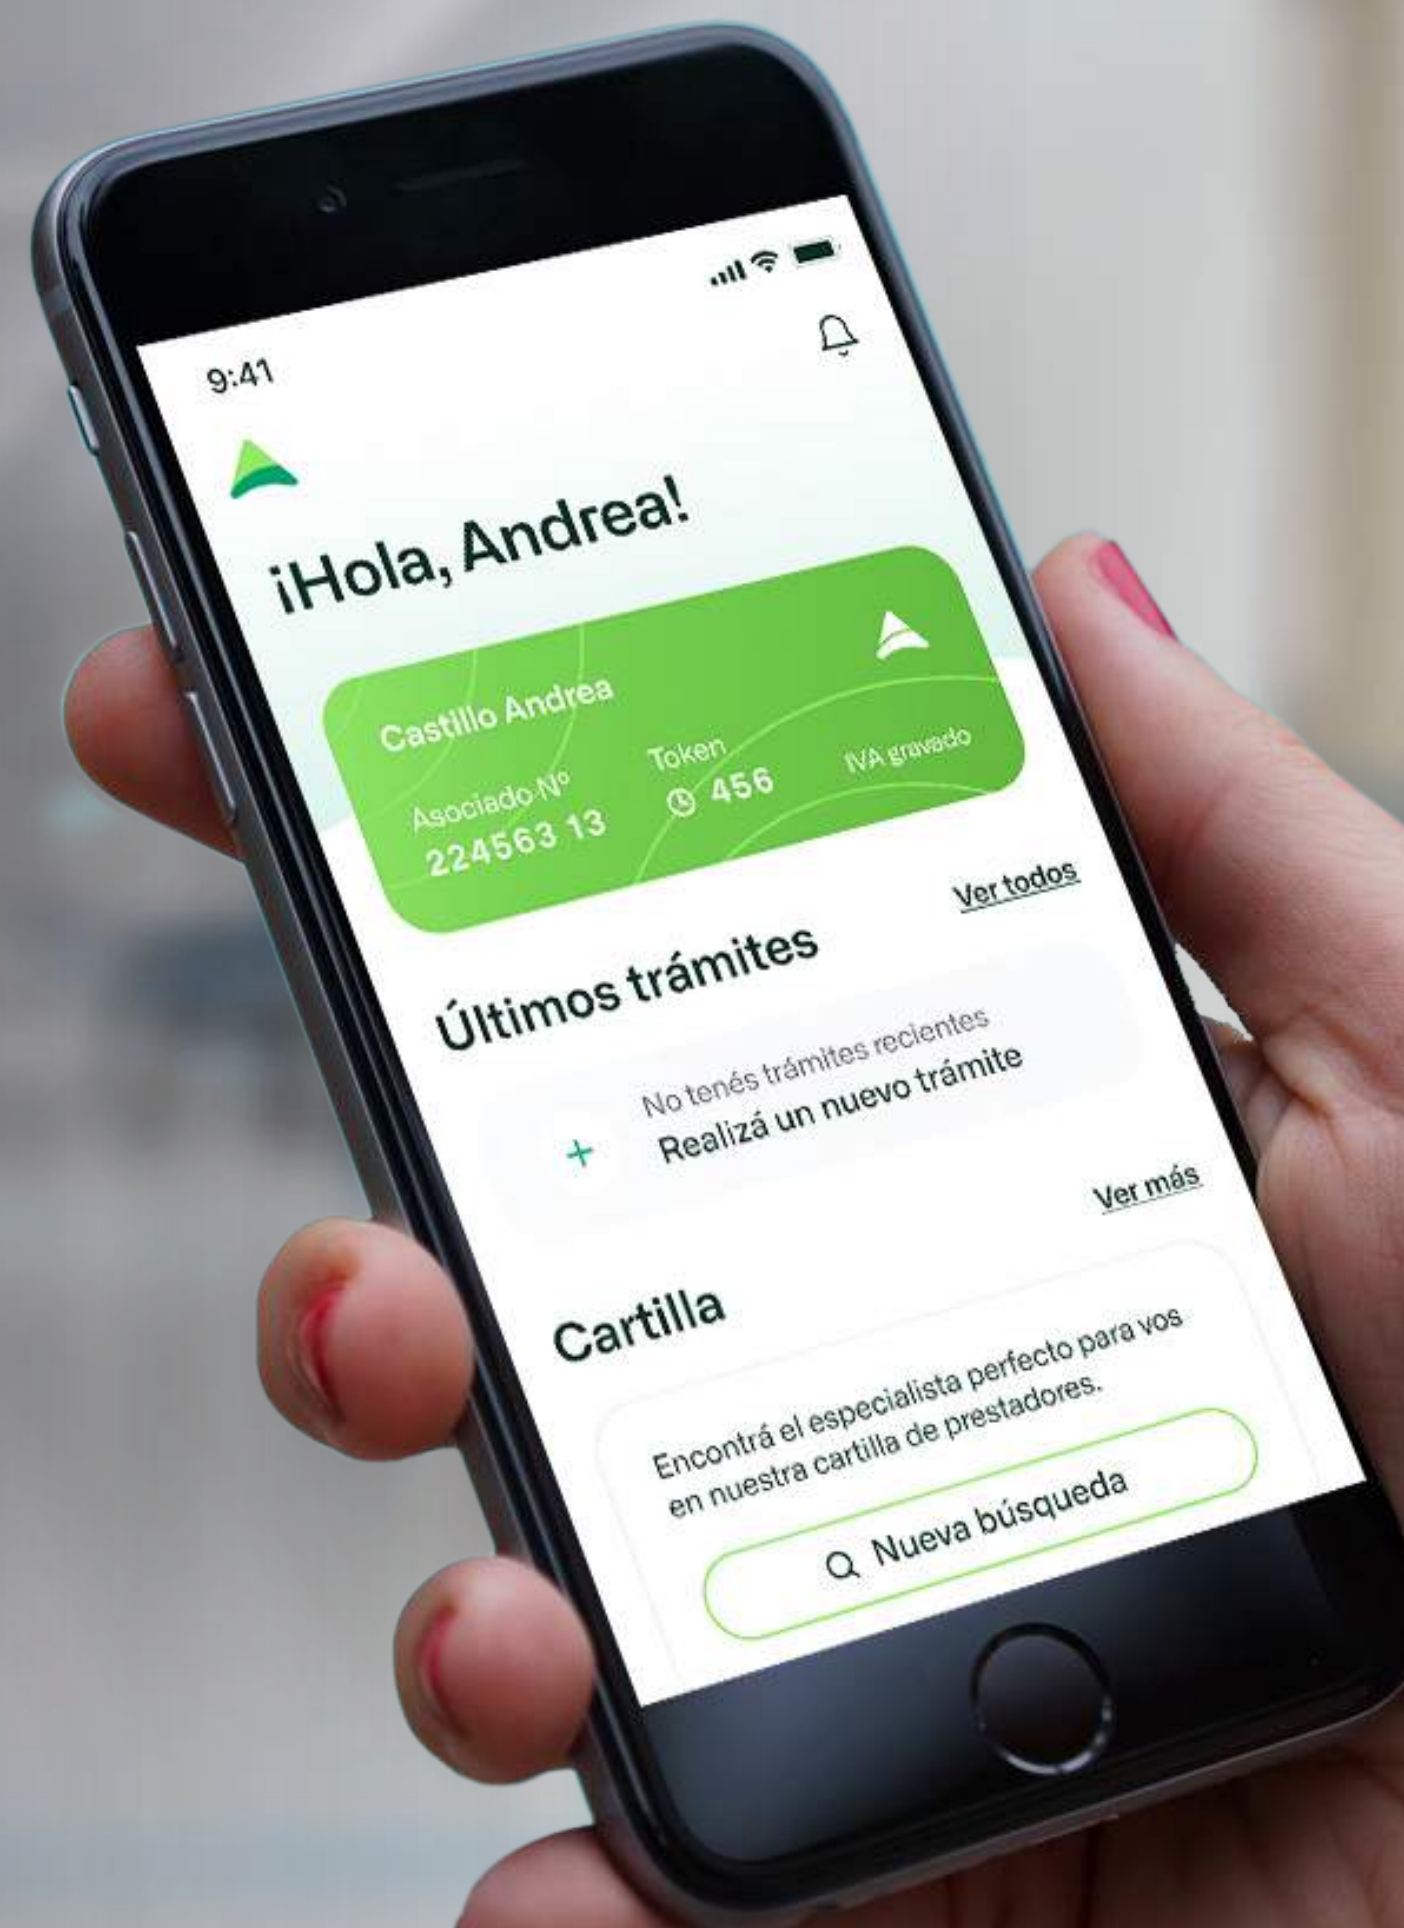 9:41
¡Hola, Andrea!
Castillo Andrea
Asociado Nº
224563 13
Token
456
IVA gravado
Últimos trámites
Ver todos
No tenés trámites recientes
Realizá un nuevo trámite
Cartilla
Ver más
Encontrá el especialista perfecto para vos
en nuestra cartilla de prestadores.
Nueva búsqueda